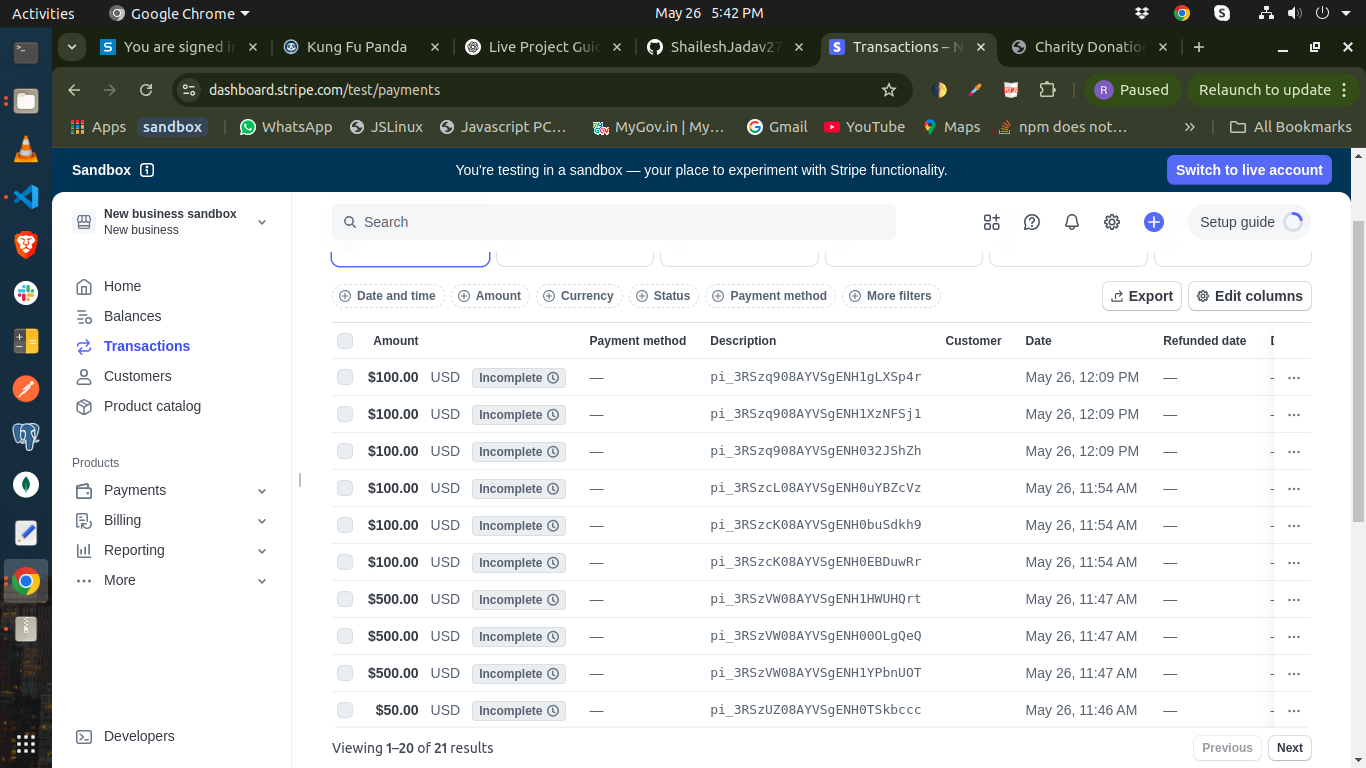 Activities Google Chrome May 26 5:42 PM
You are signed in Kung Fu Panda Live Project Guid ShaileshJadav27 Transactions – N Charity Donation
dashboard.stripe.com/test/payments R Paused Relaunch to update
Apps sandbox WhatsApp JSLinux Javascript PC… MyGov.in | My… Gmail YouTube Maps npm does not… » All Bookmarks
Sandbox You're testing in a sandbox — your place to experiment with Stripe functionality. Switch to live account
New business sandbox
New business
Search
Setup guide
Home
Balances
Transactions
Customers
Product catalog
Products
Payments
Billing
Reporting
More
Developers
Date and time Amount Currency Status Payment method More filters Export Edit columns
Amount Payment method Description Customer Date Refunded date
$100.00 USD Incomplete — pi_3RSzq908AYVSgENH1gLXSp4r May 26, 12:09 PM —
$100.00 USD Incomplete — pi_3RSzq908AYVSgENH1XzNFSj1 May 26, 12:09 PM —
$100.00 USD Incomplete — pi_3RSzq908AYVSgENH032JShZh May 26, 12:09 PM —
$100.00 USD Incomplete — pi_3RSzcL08AYVSgENH0uYBZcVz May 26, 11:54 AM —
$100.00 USD Incomplete — pi_3RSzcK08AYVSgENH0buSdkh9 May 26, 11:54 AM —
$100.00 USD Incomplete — pi_3RSzcK08AYVSgENH0EBDuwRr May 26, 11:54 AM —
$500.00 USD Incomplete — pi_3RSzVW08AYVSgENH1HWUHQrt May 26, 11:47 AM —
$500.00 USD Incomplete — pi_3RSzVW08AYVSgENH00OLgQeQ May 26, 11:47 AM —
$500.00 USD Incomplete — pi_3RSzVW08AYVSgENH1YPbnUOT May 26, 11:47 AM —
$50.00 USD Incomplete — pi_3RSzUZ08AYVSgENH0TSkbccc May 26, 11:46 AM —
Viewing 1–20 of 21 results Previous Next